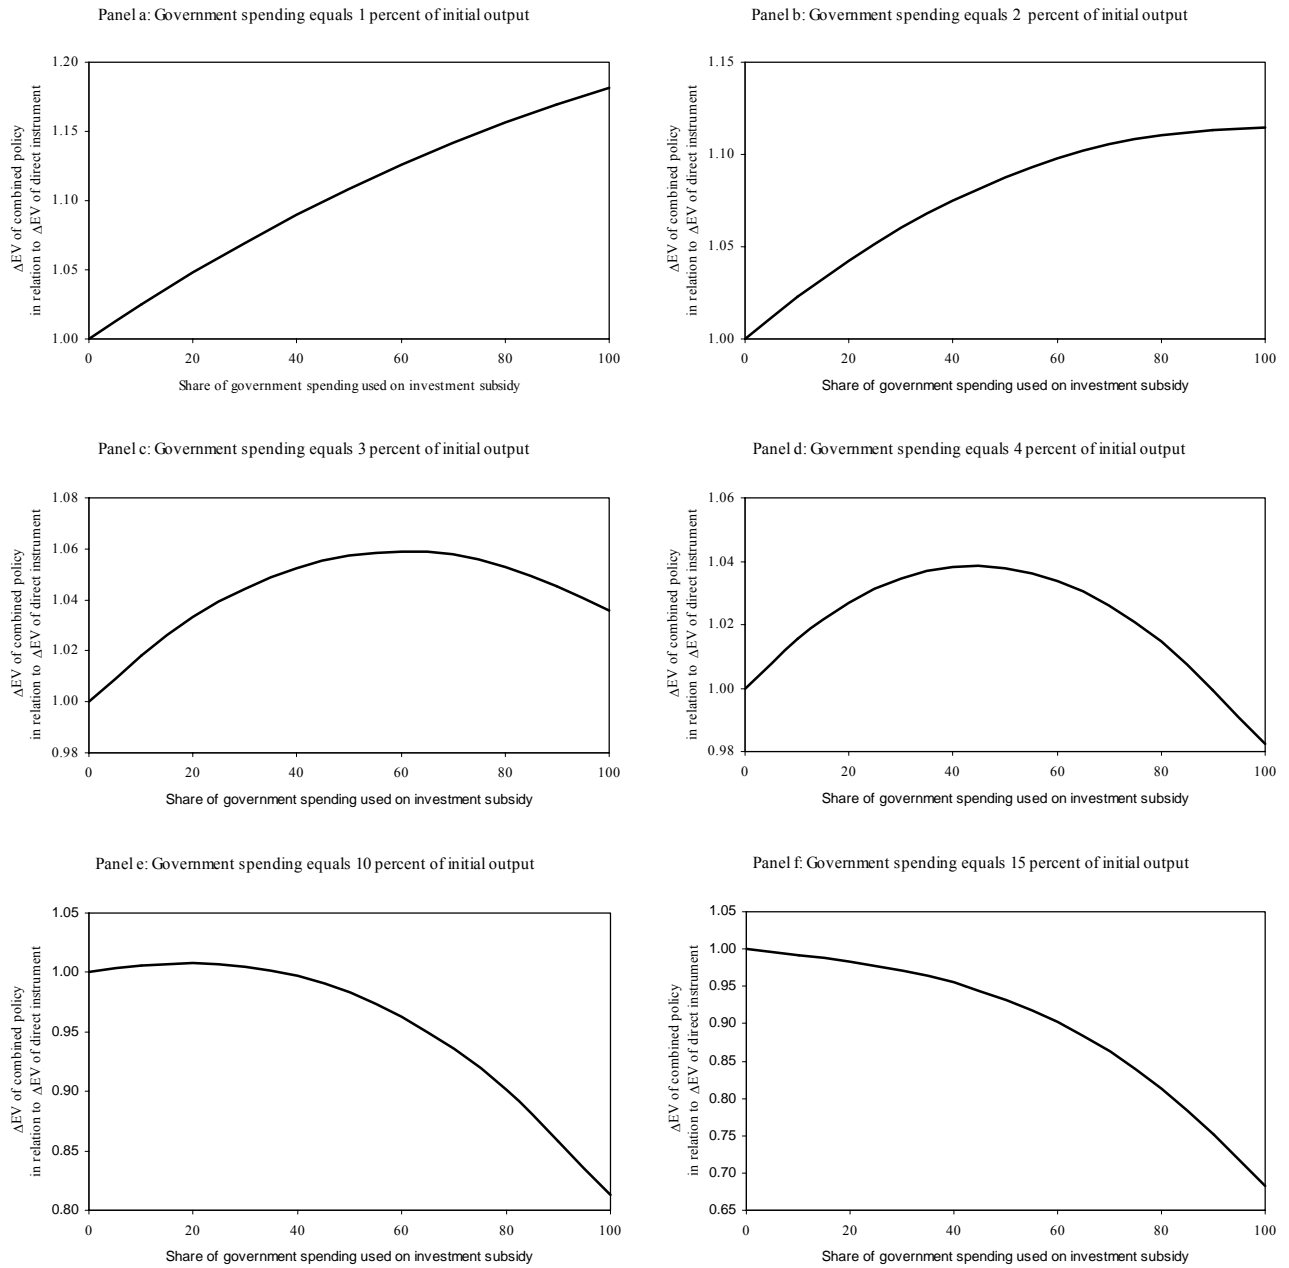 Panel a: Government spending equals 1 percent of initial output
1.20
1.15
1.10
1.05
1.00
ΔEV of combined policy
in relation to ΔEV of direct instrument
0 20 40 60 80 100
Share of government spending used on investment subsidy
Panel b: Government spending equals 2 percent of initial output
1.15
1.10
1.05
1.00
ΔEV of combined policy
in relation to ΔEV of direct instrument
0 20 40 60 80 100
Share of government spending used on investment subsidy
Panel c: Government spending equals 3 percent of initial output
1.08
1.06
1.04
1.02
1.00
0.98
ΔEV of combined policy
in relation to ΔEV of direct instrument
0 20 40 60 80 100
Share of government spending used on investment subsidy
Panel d: Government spending equals 4 percent of initial output
1.06
1.04
1.02
1.00
0.98
ΔEV of combined policy
in relation to ΔEV of direct instrument
0 20 40 60 80 100
Share of government spending used on investment subsidy
Panel e: Government spending equals 10 percent of initial output
1.05
1.00
0.95
0.90
0.85
0.80
ΔEV of combined policy
in relation to ΔEV of direct instrument
0 20 40 60 80 100
Share of government spending used on investment subsidy
Panel f: Government spending equals 15 percent of initial output
1.05
1.00
0.95
0.90
0.85
0.80
0.75
0.70
0.65
ΔEV of combined policy
in relation to ΔEV of direct instrument
0 20 40 60 80 100
Share of government spending used on investment subsidy